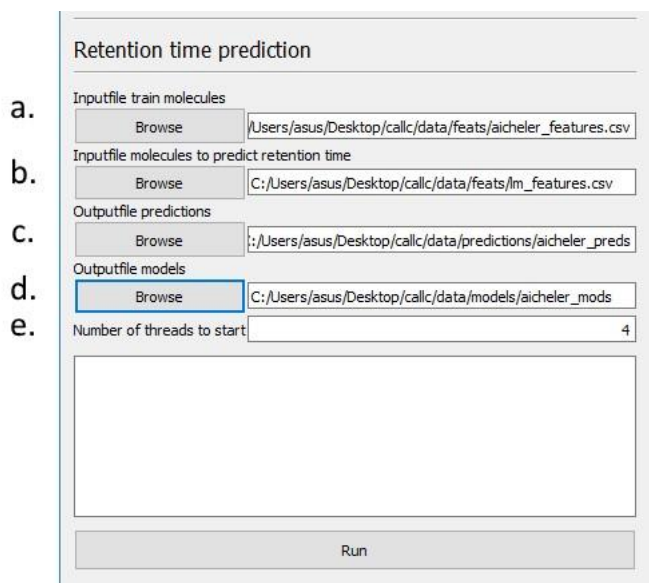 Retention time prediction
a.
Inputfile train molecules
Browse /Users/asus/Desktop/callc/data/feats/aicheler_features.csv
b.
Inputfile molecules to predict retention time
Browse C:/Users/asus/Desktop/callc/data/feats/lm_features.csv
c.
Outputfile predictions
Browse :/Users/asus/Desktop/callc/data/predictions/aicheler_preds
d.
Outputfile models
Browse C:/Users/asus/Desktop/callc/data/models/aicheler_mods
e. Number of threads to start 4
Run